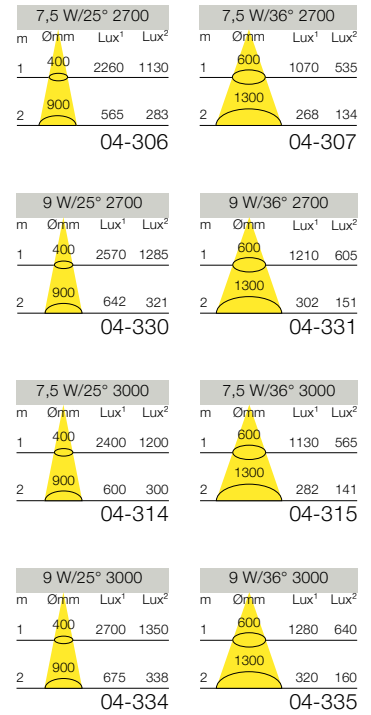 7,5 W/25° 2700
m Ømm Lux¹ Lux²
400
1 2260 1130
900
2 565 283
04-306
7,5 W/36° 2700
m Ømm Lux¹ Lux²
600
1 1070 535
1300
2 268 134
04-307
9 W/25° 2700
m Ømm Lux¹ Lux²
400
1 2570 1285
900
2 642 321
04-330
9 W/36° 2700
m Ømm Lux¹ Lux²
600
1 1210 605
1300
2 302 151
04-331
7,5 W/25° 3000
m Ømm Lux¹ Lux²
400
1 2400 1200
900
2 600 300
04-314
7,5 W/36° 3000
m Ømm Lux¹ Lux²
600
1 1130 565
1300
2 282 141
04-315
9 W/25° 3000
m Ømm Lux¹ Lux²
400
1 2700 1350
900
2 675 338
04-334
9 W/36° 3000
m Ømm Lux¹ Lux²
600
1 1280 640
1300
2 320 160
04-335